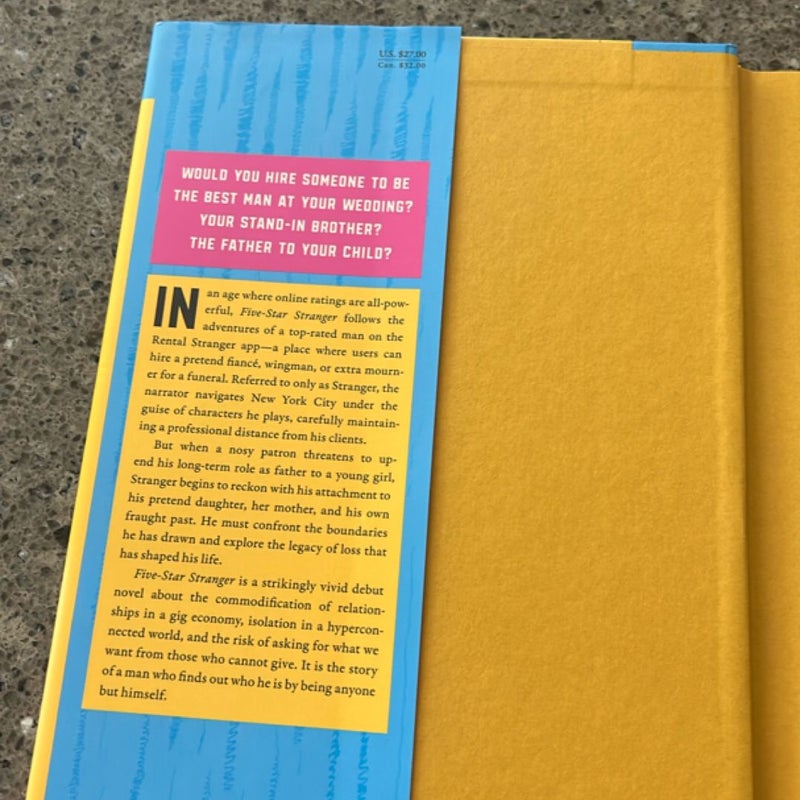 U.S. $27.00
Can. $32.00
WOULD YOU HIRE SOMEONE TO BE
THE BEST MAN AT YOUR WEDDING?
YOUR STAND-IN BROTHER?
THE FATHER TO YOUR CHILD?
IN an age where online ratings are all-pow-
erful, Five-Star Stranger follows the
adventures of a top-rated man on the
Rental Stranger app—a place where users can
hire a pretend fiancé, wingman, or extra mourn-
er for a funeral. Referred to only as Stranger, the
narrator navigates New York City under the
guise of characters he plays, carefully maintain-
ing a professional distance from his clients.
But when a nosy patron threatens to up-
end his long-term role as father to a young girl,
Stranger begins to reckon with his attachment to
his pretend daughter, her mother, and his own
fraught past. He must confront the boundaries
he has drawn and explore the legacy of loss that
has shaped his life.
Five-Star Stranger is a strikingly vivid debut
novel about the commodification of relation-
ships in a gig economy, isolation in a hypercon-
nected world, and the risk of asking for what we
want from those who cannot give. It is the story
of a man who finds out who he is by being anyone
but himself.